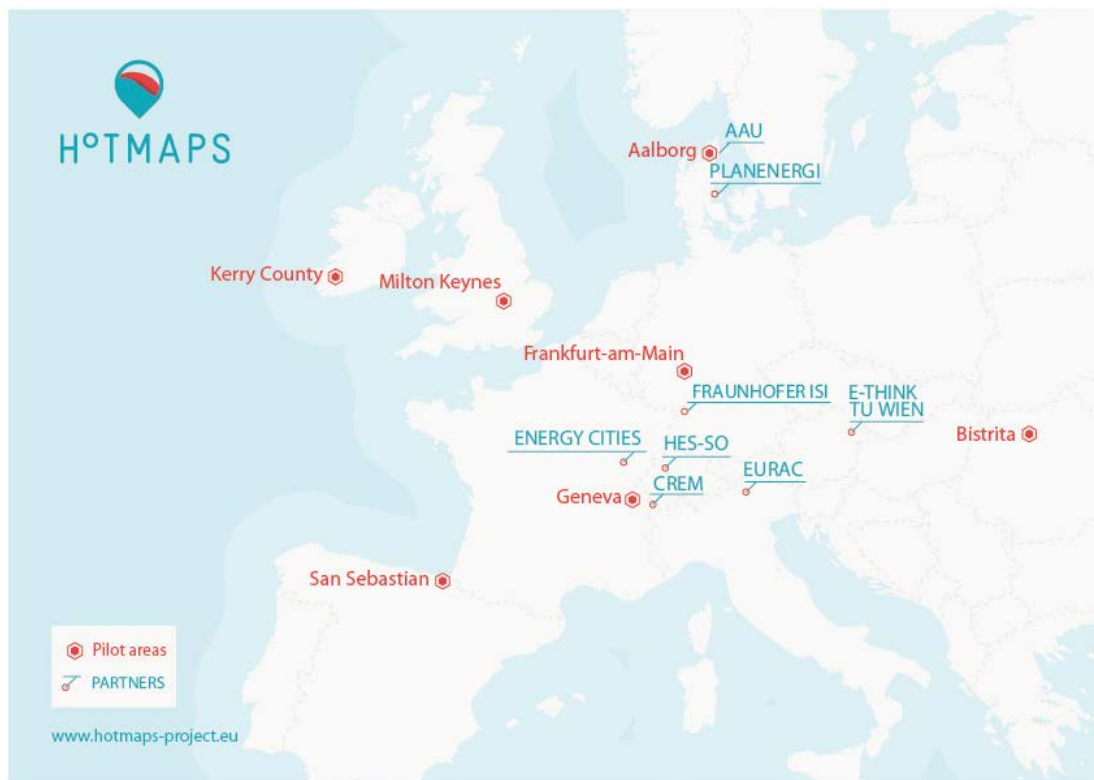 HOTMAPS
AAU
Aalborg
PLANENERGI
Kerry County
Milton Keynes
Frankfurt-am-Main
FRAUNHOFER ISI
E-THINK
TU WIEN
Bistrita
ENERGY CITIES
HES-SO
EURAC
CREM
Geneva
San Sebastian
Pilot areas
PARTNERS
www.hotmaps-project.eu